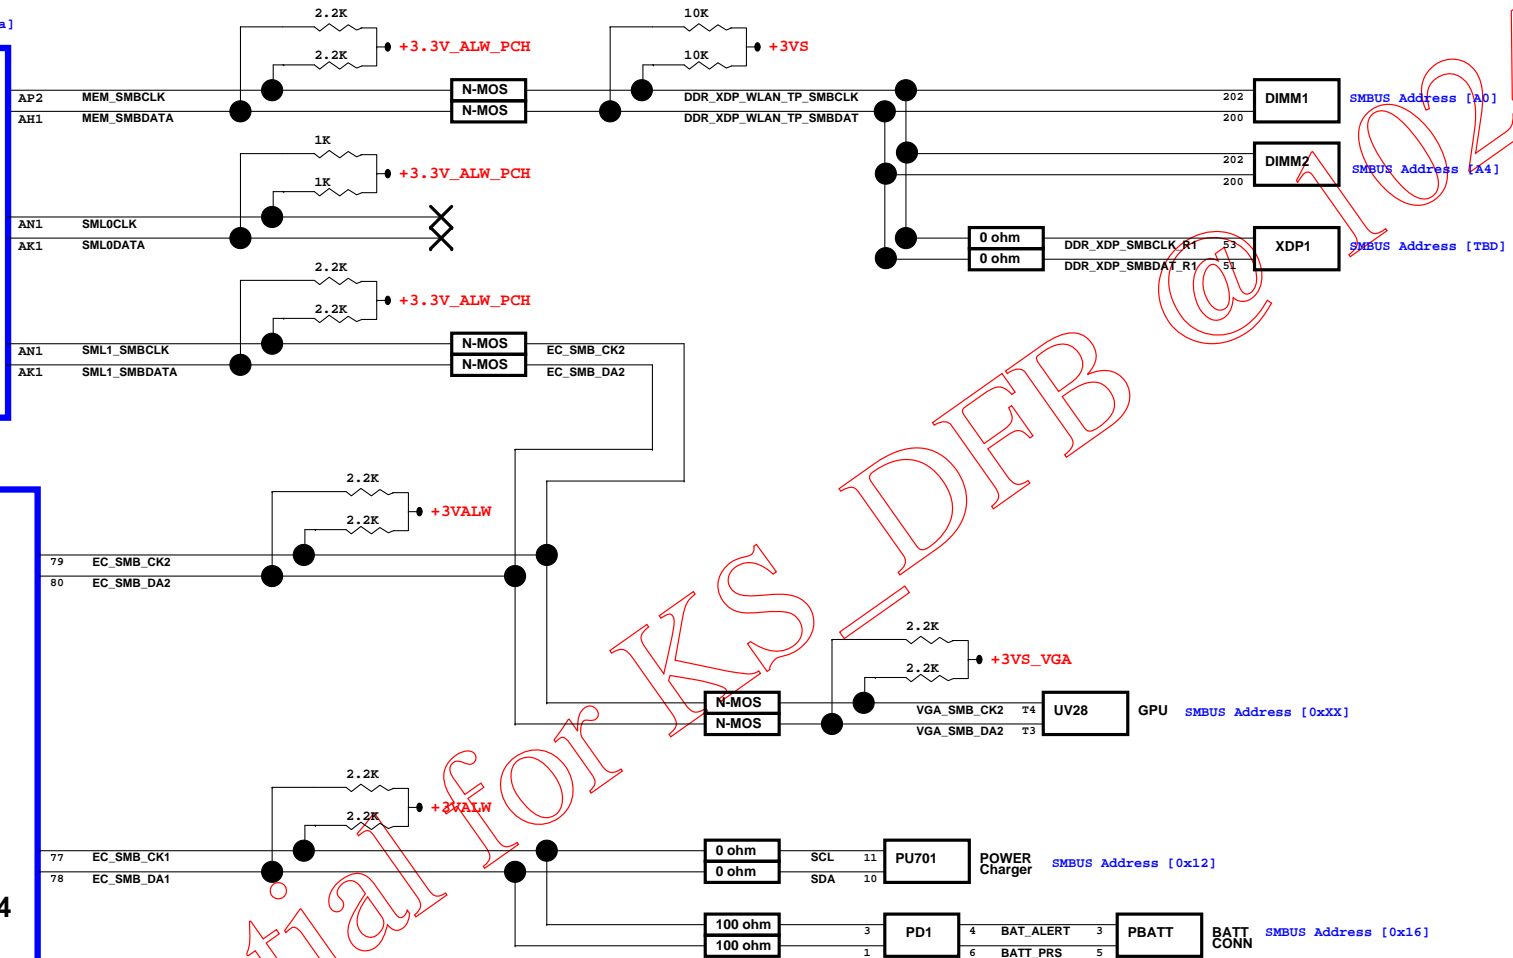 a]
2.2K
2.2K
+3.3V_ALW_PCH
10K
10K
+3VS
AP2 MEM_SMBCLK
AH1 MEM_SMBDATA
N-MOS
N-MOS
DDR_XDP_WLAN_TP_SMBCLK
DDR_XDP_WLAN_TP_SMBDAT
202
200
DIMM1
SMBUS Address [A0]
1K
1K
+3.3V_ALW_PCH
202
200
DIMM2
SMBUS Address [A4]
AN1 SML0CLK
AK1 SML0DATA
0 ohm
0 ohm
DDR_XDP_SMBCLK_R1 53
DDR_XDP_SMBDAT_R1 51
XDP1
SMBUS Address [TBD]
2.2K
2.2K
+3.3V_ALW_PCH
AN1 SML1_SMBCLK
AK1 SML1_SMBDATA
N-MOS
N-MOS
EC_SMB_CK2
EC_SMB_DA2
2.2K
2.2K
+3VALW
79 EC_SMB_CK2
80 EC_SMB_DA2
2.2K
2.2K
+3VS_VGA
N-MOS
N-MOS
VGA_SMB_CK2 T4
VGA_SMB_DA2 T3
UV28
GPU
SMBUS Address [0xXX]
2.2K
2.2K
+3VALW
77 EC_SMB_CK1
78 EC_SMB_DA1
0 ohm
0 ohm
SCL 11
SDA 10
PU701
POWER
Charger
SMBUS Address [0x12]
4
100 ohm
100 ohm
3
1
PD1
4 BAT_ALERT 3
6 BATT_PRS 5
PBATT
BATT
CONN
SMBUS Address [0x16]
tial for KS_DFB @ 102